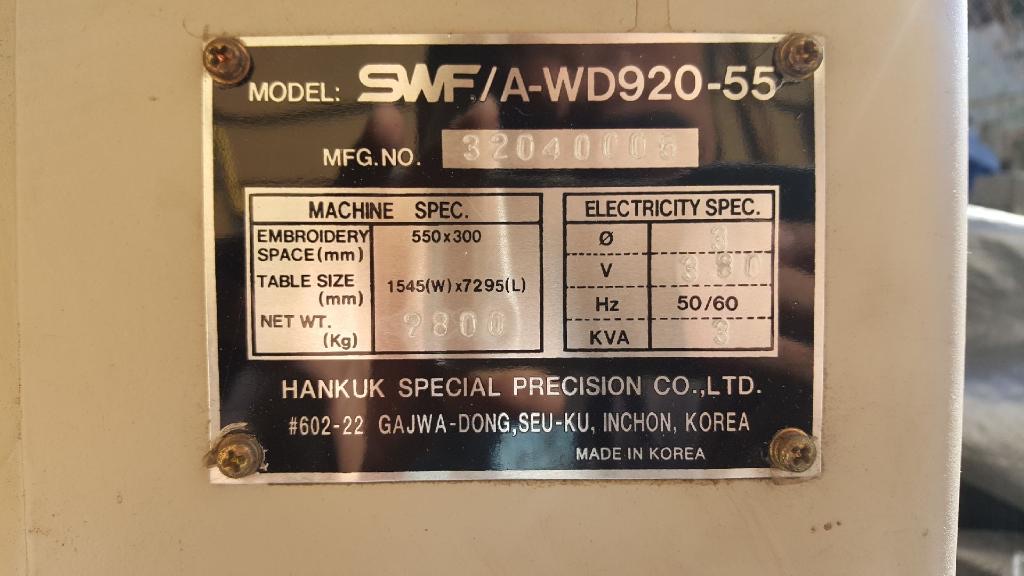 MODEL: SWF/A-WD920-55
MFG.NO. 32040005
MACHINE SPEC.
EMBROIDERY SPACE(mm) 550x300
TABLE SIZE (mm) 1545(W)x7295(L)
NET WT. (Kg) 2800
ELECTRICITY SPEC.
Ø 3
V 380
Hz 50/60
KVA 3
HANKUK SPECIAL PRECISION CO.,LTD.
#602-22 GAJWA-DONG,SEU-KU, INCHON, KOREA
MADE IN KOREA